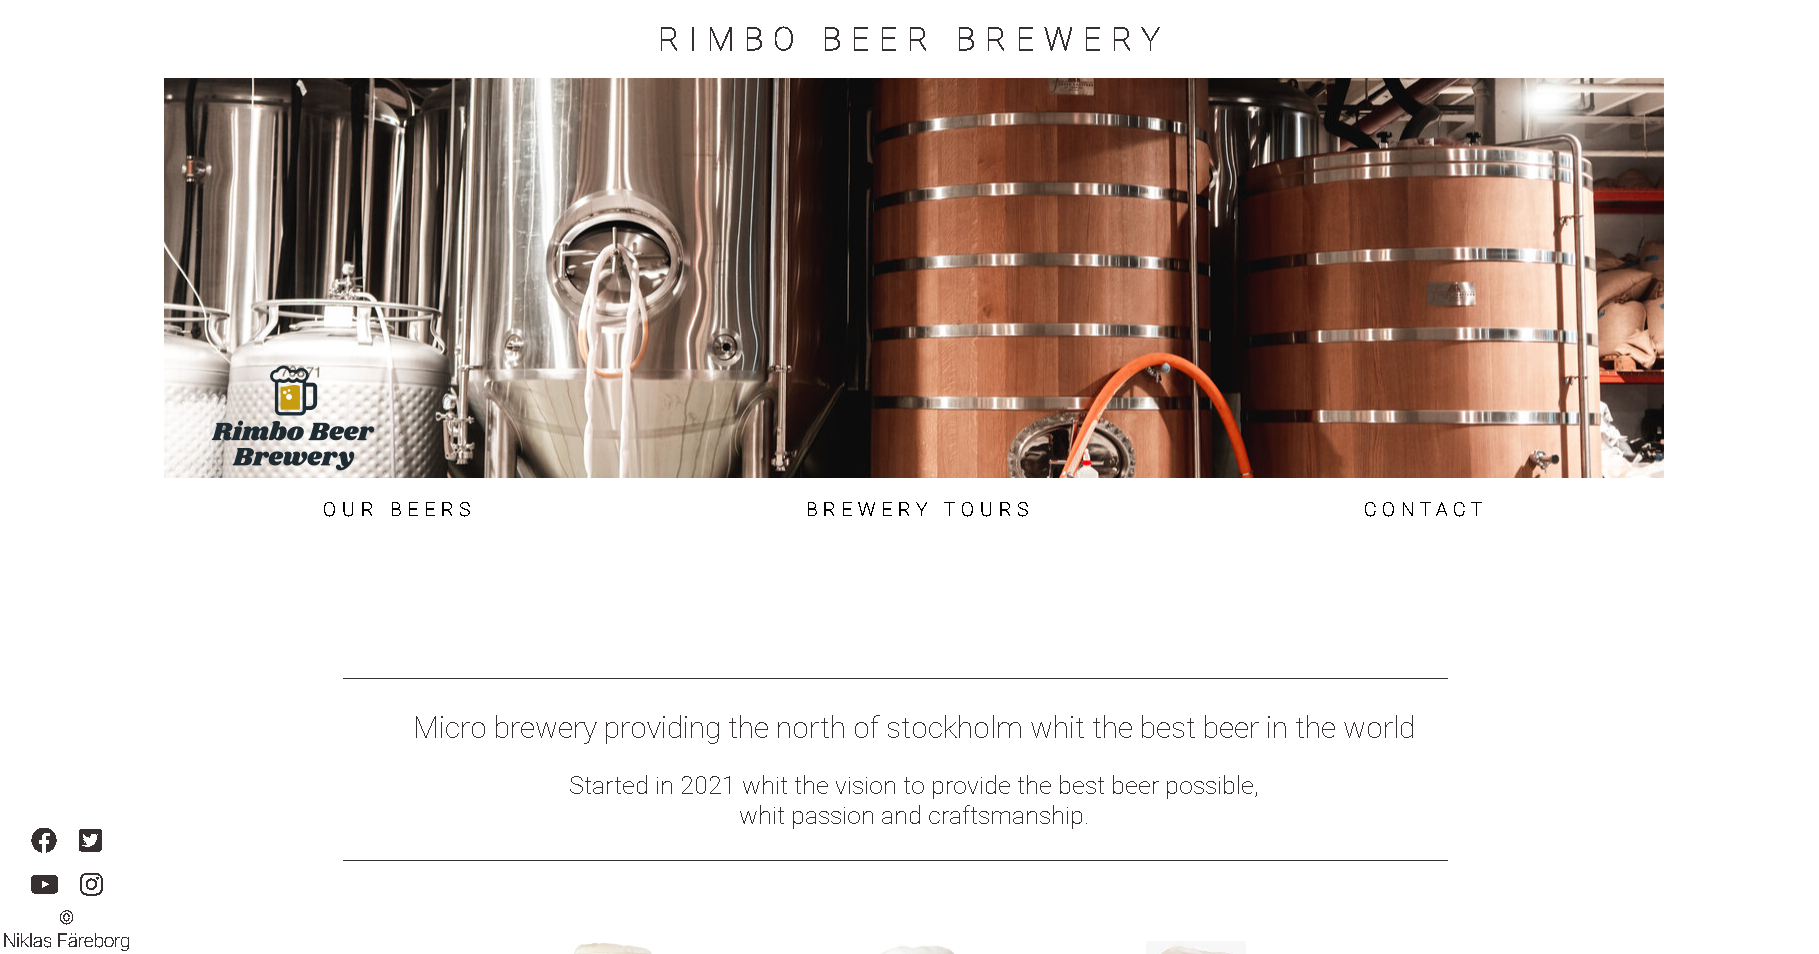 RIMBO BEER BREWERY
Rimbo Beer
Brewery
OUR BEERS
BREWERY TOURS
CONTACT
Micro brewery providing the north of stockholm whit the best beer in the world
Started in 2021 whit the vision to provide the best beer possible,
whit passion and craftsmanship.
©
Niklas Färeborg